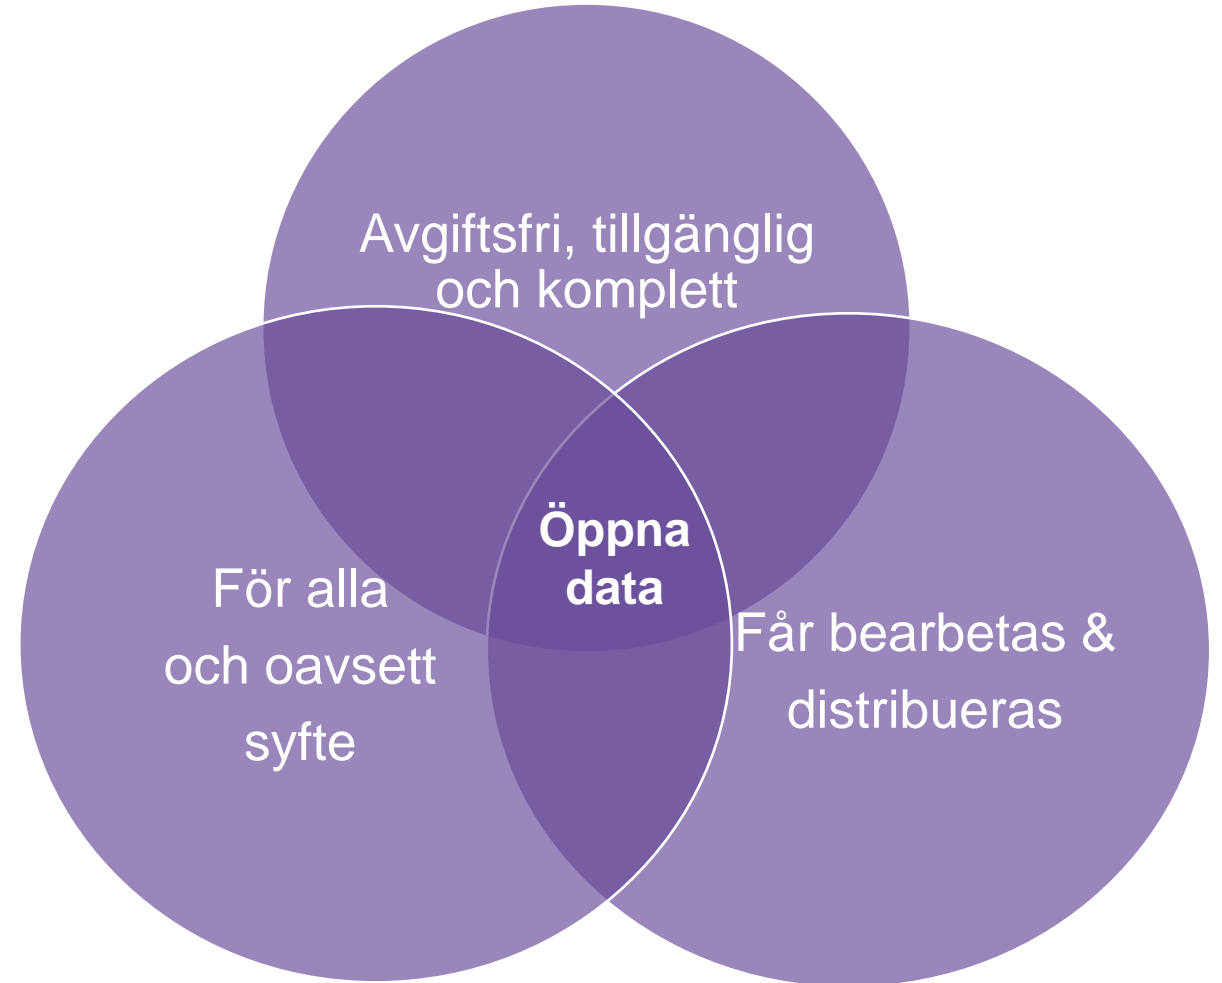 Avgiftsfri, tillgänglig
och komplett
Öppna
data
För alla
och oavsett
syfte
Får bearbetas &
distribueras